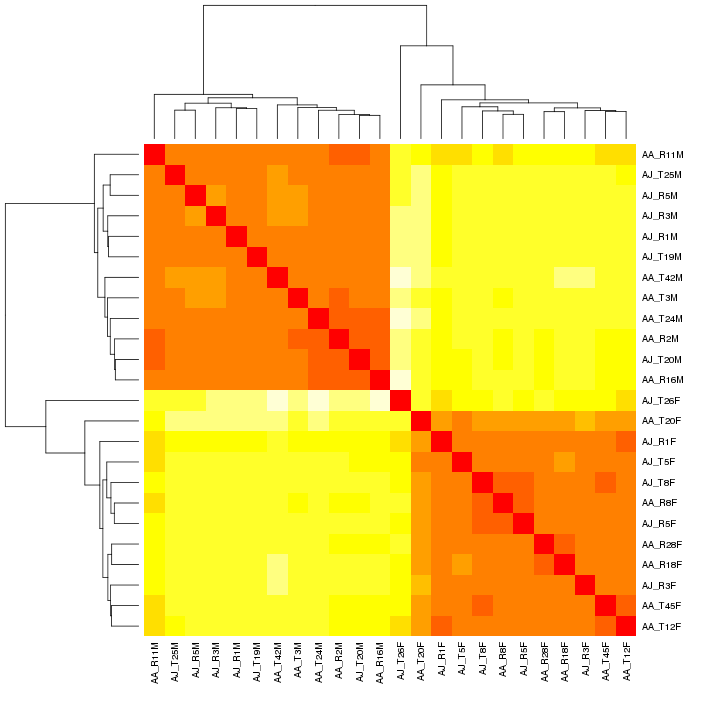 AA_R11M
AJ_T25M
AJ_R5M
AJ_R3M
AJ_R1M
AJ_T19M
AA_T42M
AA_T3M
AA_T24M
AA_R2M
AJ_T20M
AA_R16M
AJ_T26F
AA_T20F
AJ_R1F
AJ_T5F
AJ_T8F
AA_R8F
AJ_R5F
AA_R28F
AA_R18F
AJ_R3F
AA_T45F
AA_T12F
AA_R11M
AJ_T25M
AJ_R5M
AJ_R3M
AJ_R1M
AJ_T19M
AA_T42M
AA_T3M
AA_T24M
AA_R2M
AJ_T20M
AA_R16M
AJ_T26F
AA_T20F
AJ_R1F
AJ_T5F
AJ_T8F
AA_R8F
AJ_R5F
AA_R28F
AA_R18F
AJ_R3F
AA_T45F
AA_T12F